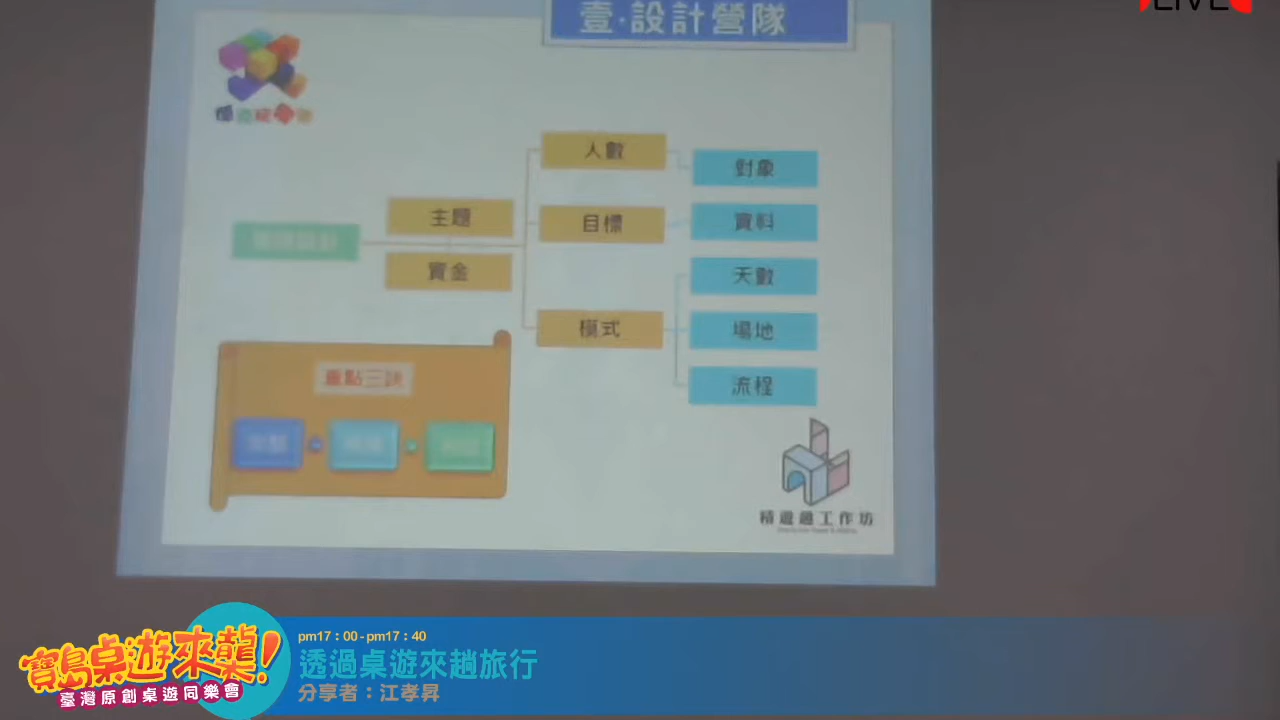 LIVE
壹·設計營隊
人數
對象
主題
目標
資料
資金
天數
模式
場地
重點三談
流程
精遊趣工作坊
pm17:00-pm17:40
寶島桌遊來襲!
透過桌遊來趟旅行
臺灣原創桌遊同樂會
分享者：江孝昇